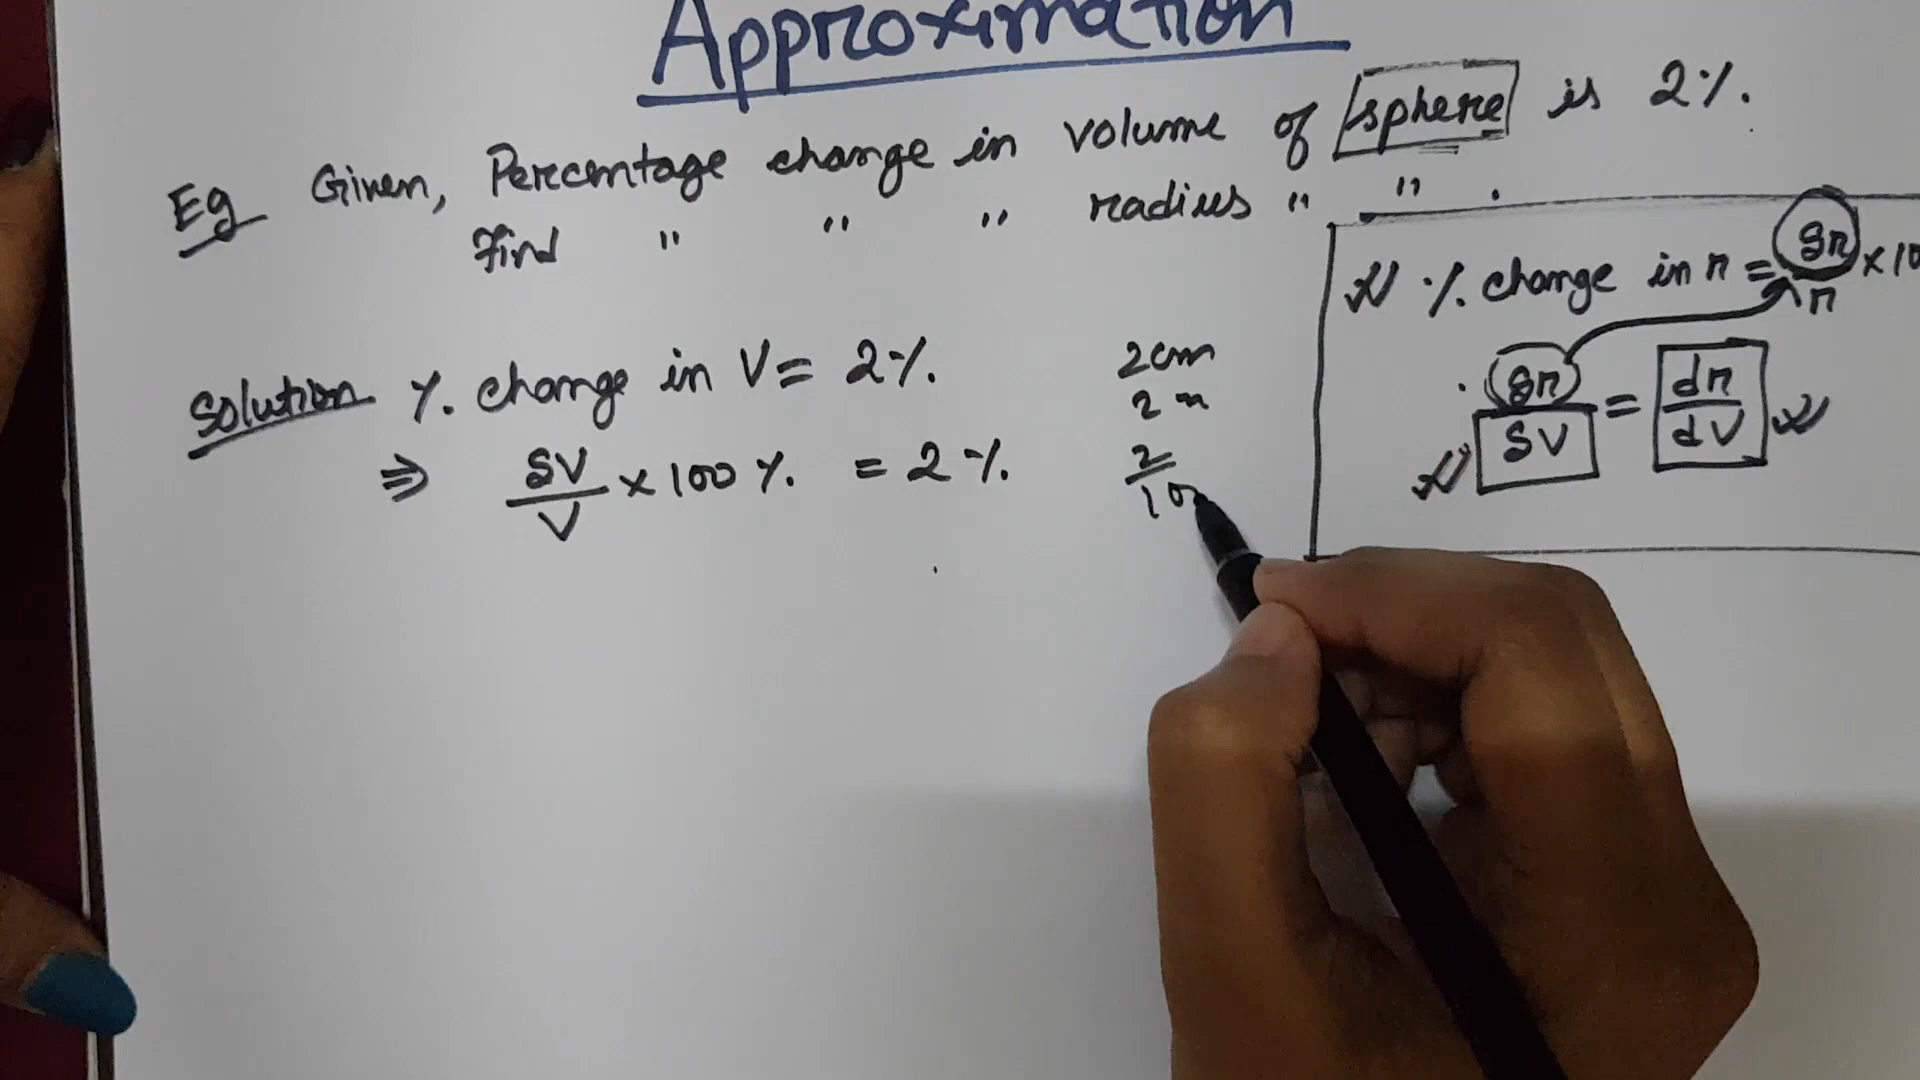 Approximation
Eg Given, Percentage change in volume of sphere is 2%.
Find " " " radius " " .
% change in r = δr/r × 10
δr/δV = dr/dV
Solution % change in V = 2%.
⇒ δV/V × 100% = 2%.
2cm
2 m
2/100